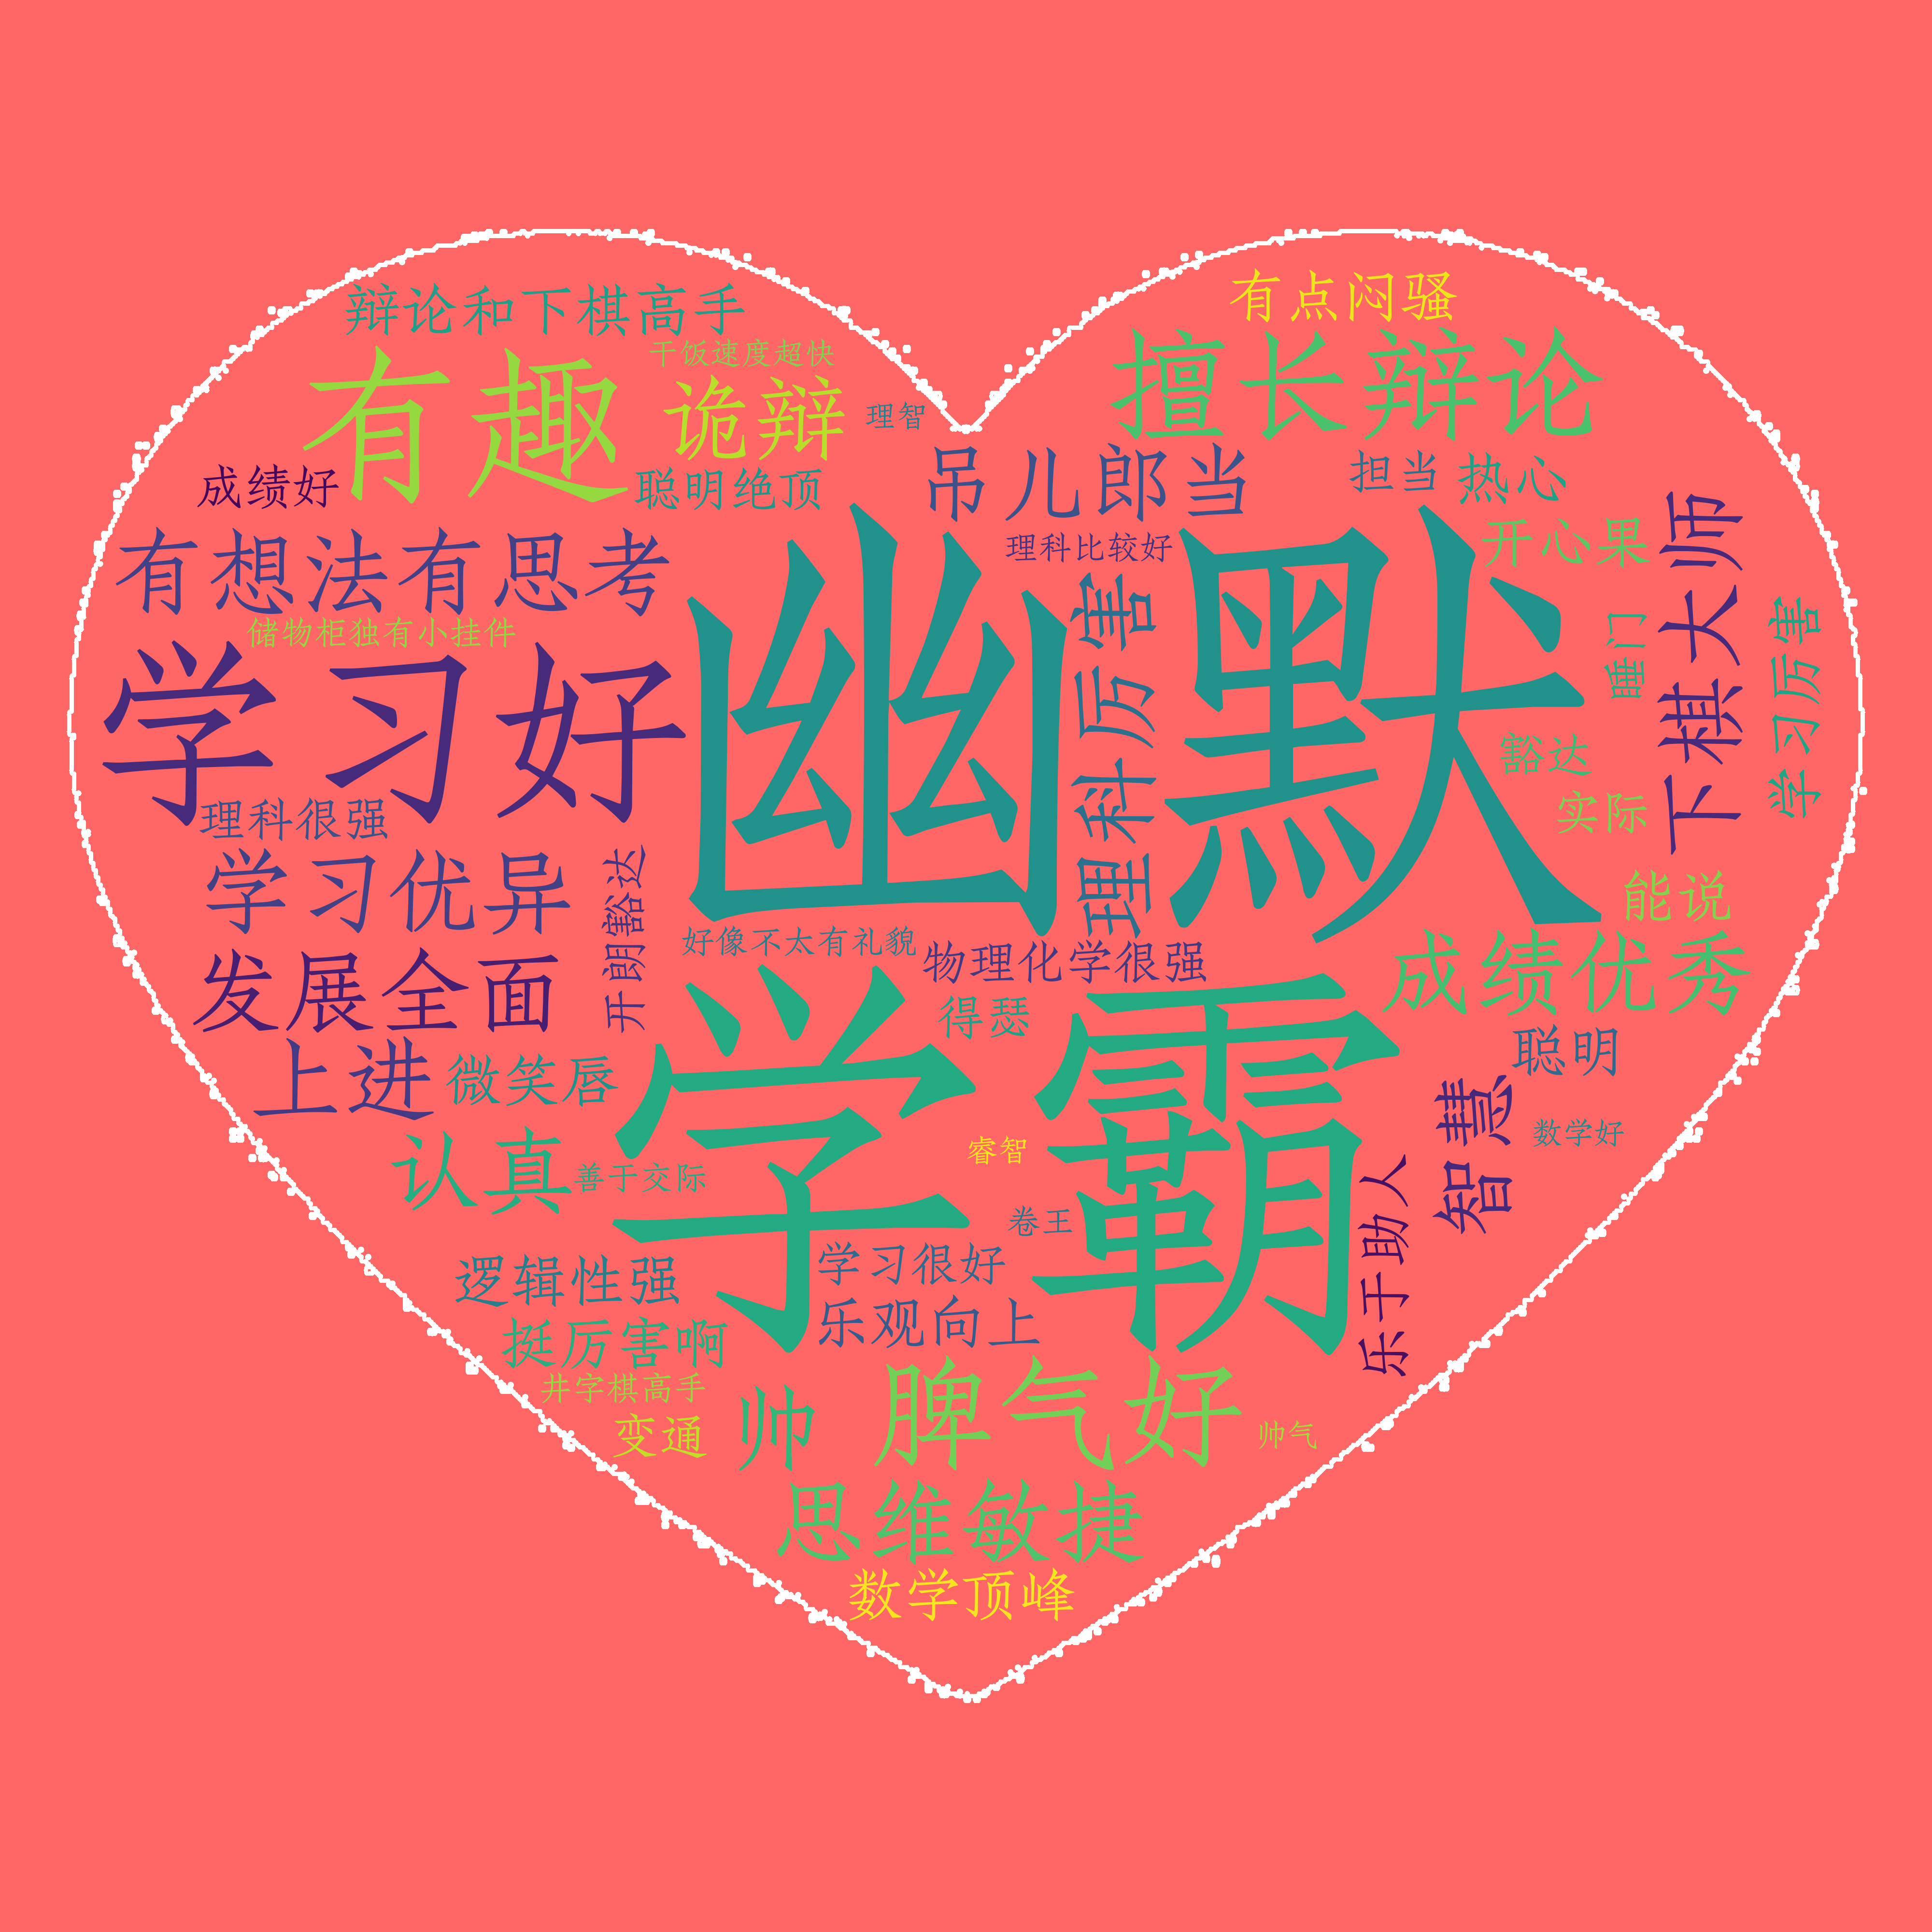 有点闷骚
辩论和下棋高手
擅长辩论
干饭速度超快
有趣
诡辩
理智
成绩好
聪明绝顶
吊儿郎当
担当
热心
下棋大师
开心果
有想法有思考
理科比较好
幽默
理科厉害
睡门
学习厉害
储物柜独有小挂件
学习好
豁达
实际
理科很强
能说
学习优异
开朗豁达
好像不太有礼貌
物理化学很强
成绩优秀
发展全面
学霸
得瑟
聪明
上进
微笑唇
智慧
数学好
认真
睿智
善于交际
乐于助人
卷王
逻辑性强
学习很好
乐观向上
挺厉害啊
井字棋高手
脾气好
帅
变通
帅气
思维敏捷
数学顶峰